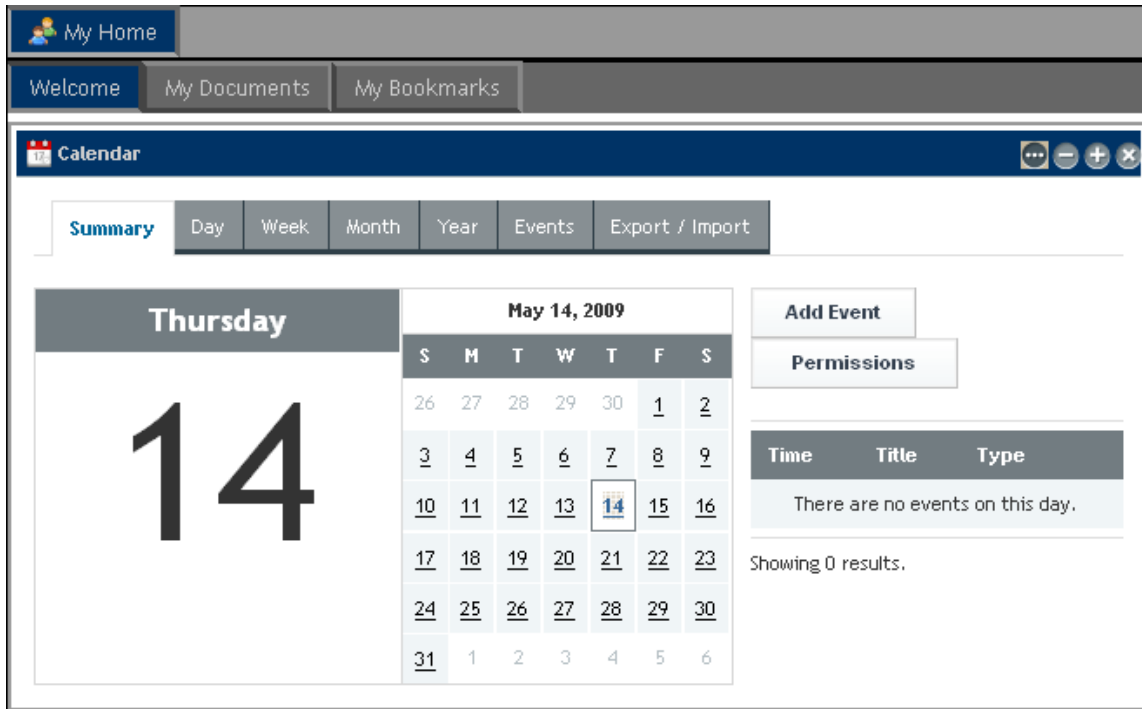 My Home
Welcome My Documents My Bookmarks
Calendar
Summary Day Week Month Year Events Export / Import
Thursday
14
May 14, 2009
S M T W T F S
26 27 28 29 30 1 2
3 4 5 6 7 8 9
10 11 12 13 14 15 16
17 18 19 20 21 22 23
24 25 26 27 28 29 30
31 1 2 3 4 5 6
Add Event
Permissions
Time Title Type
There are no events on this day.
Showing 0 results.